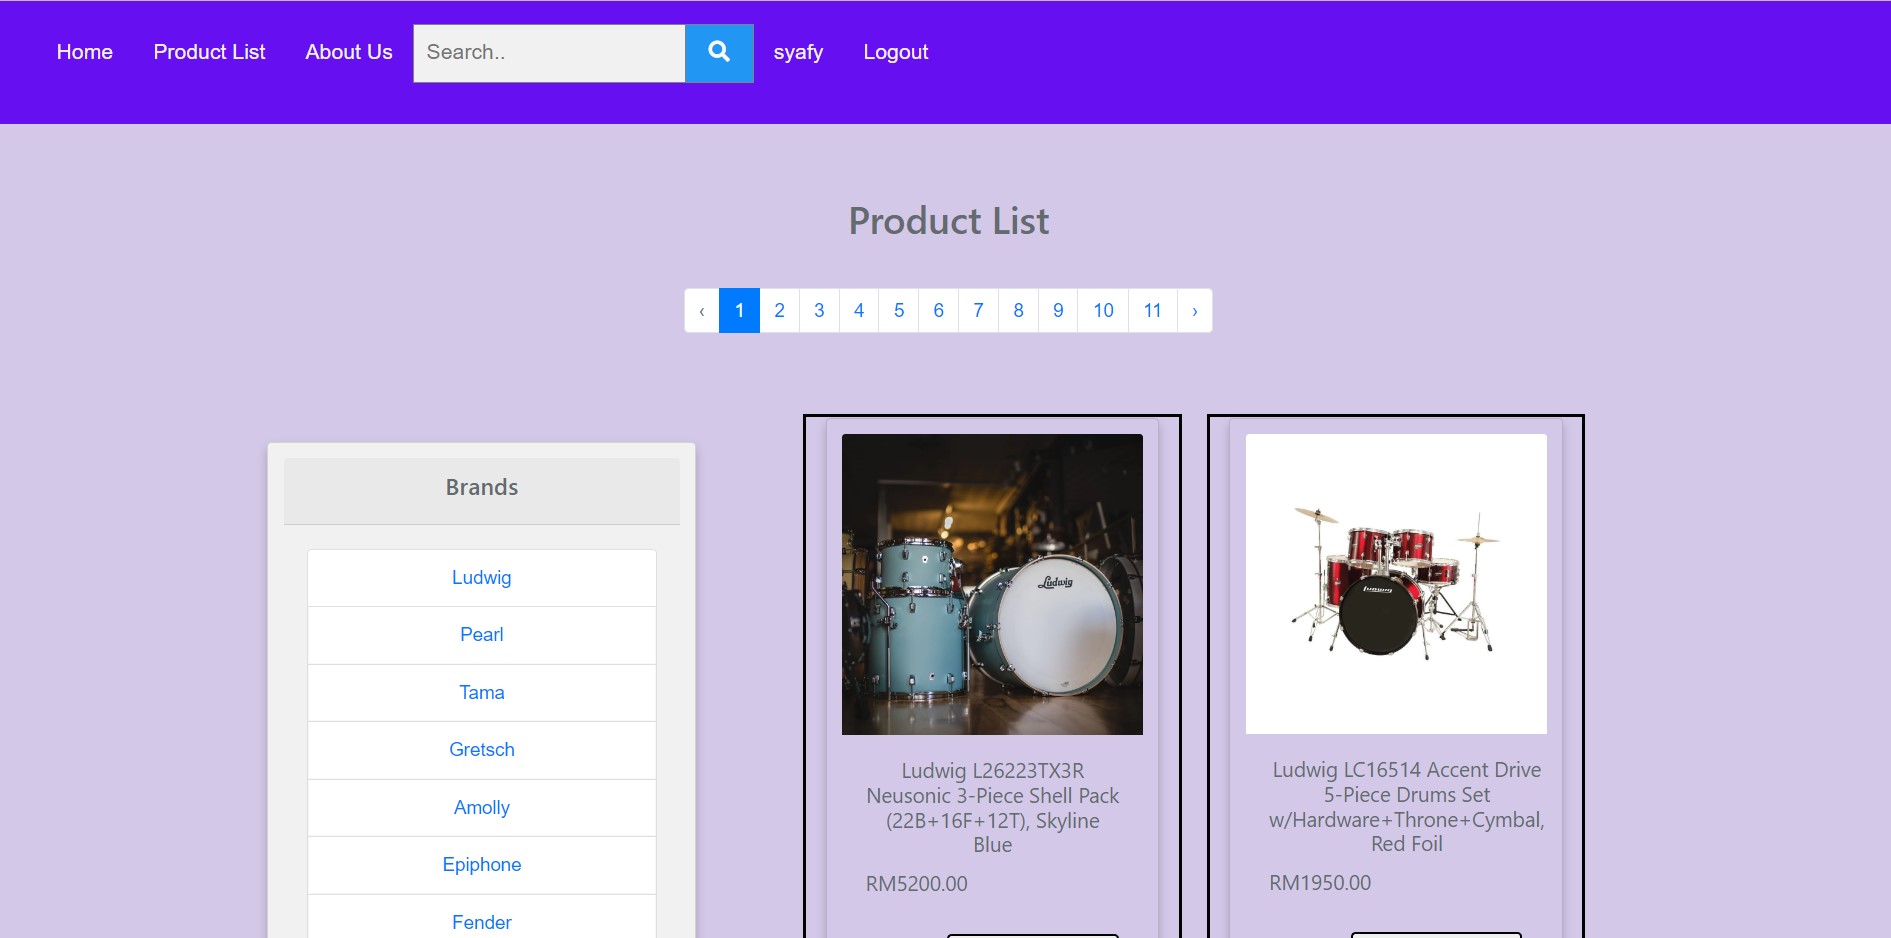 Home Product List About Us Search.. syafy Logout
Product List
‹ 1 2 3 4 5 6 7 8 9 10 11 ›
Brands
Ludwig
Pearl
Tama
Gretsch
Amolly
Epiphone
Fender
Ludwig
Ludwig L26223TX3R
Neusonic 3-Piece Shell Pack
(22B+16F+12T), Skyline
Blue
RM5200.00
Ludwig
Ludwig LC16514 Accent Drive
5-Piece Drums Set
w/Hardware+Throne+Cymbal,
Red Foil
RM1950.00